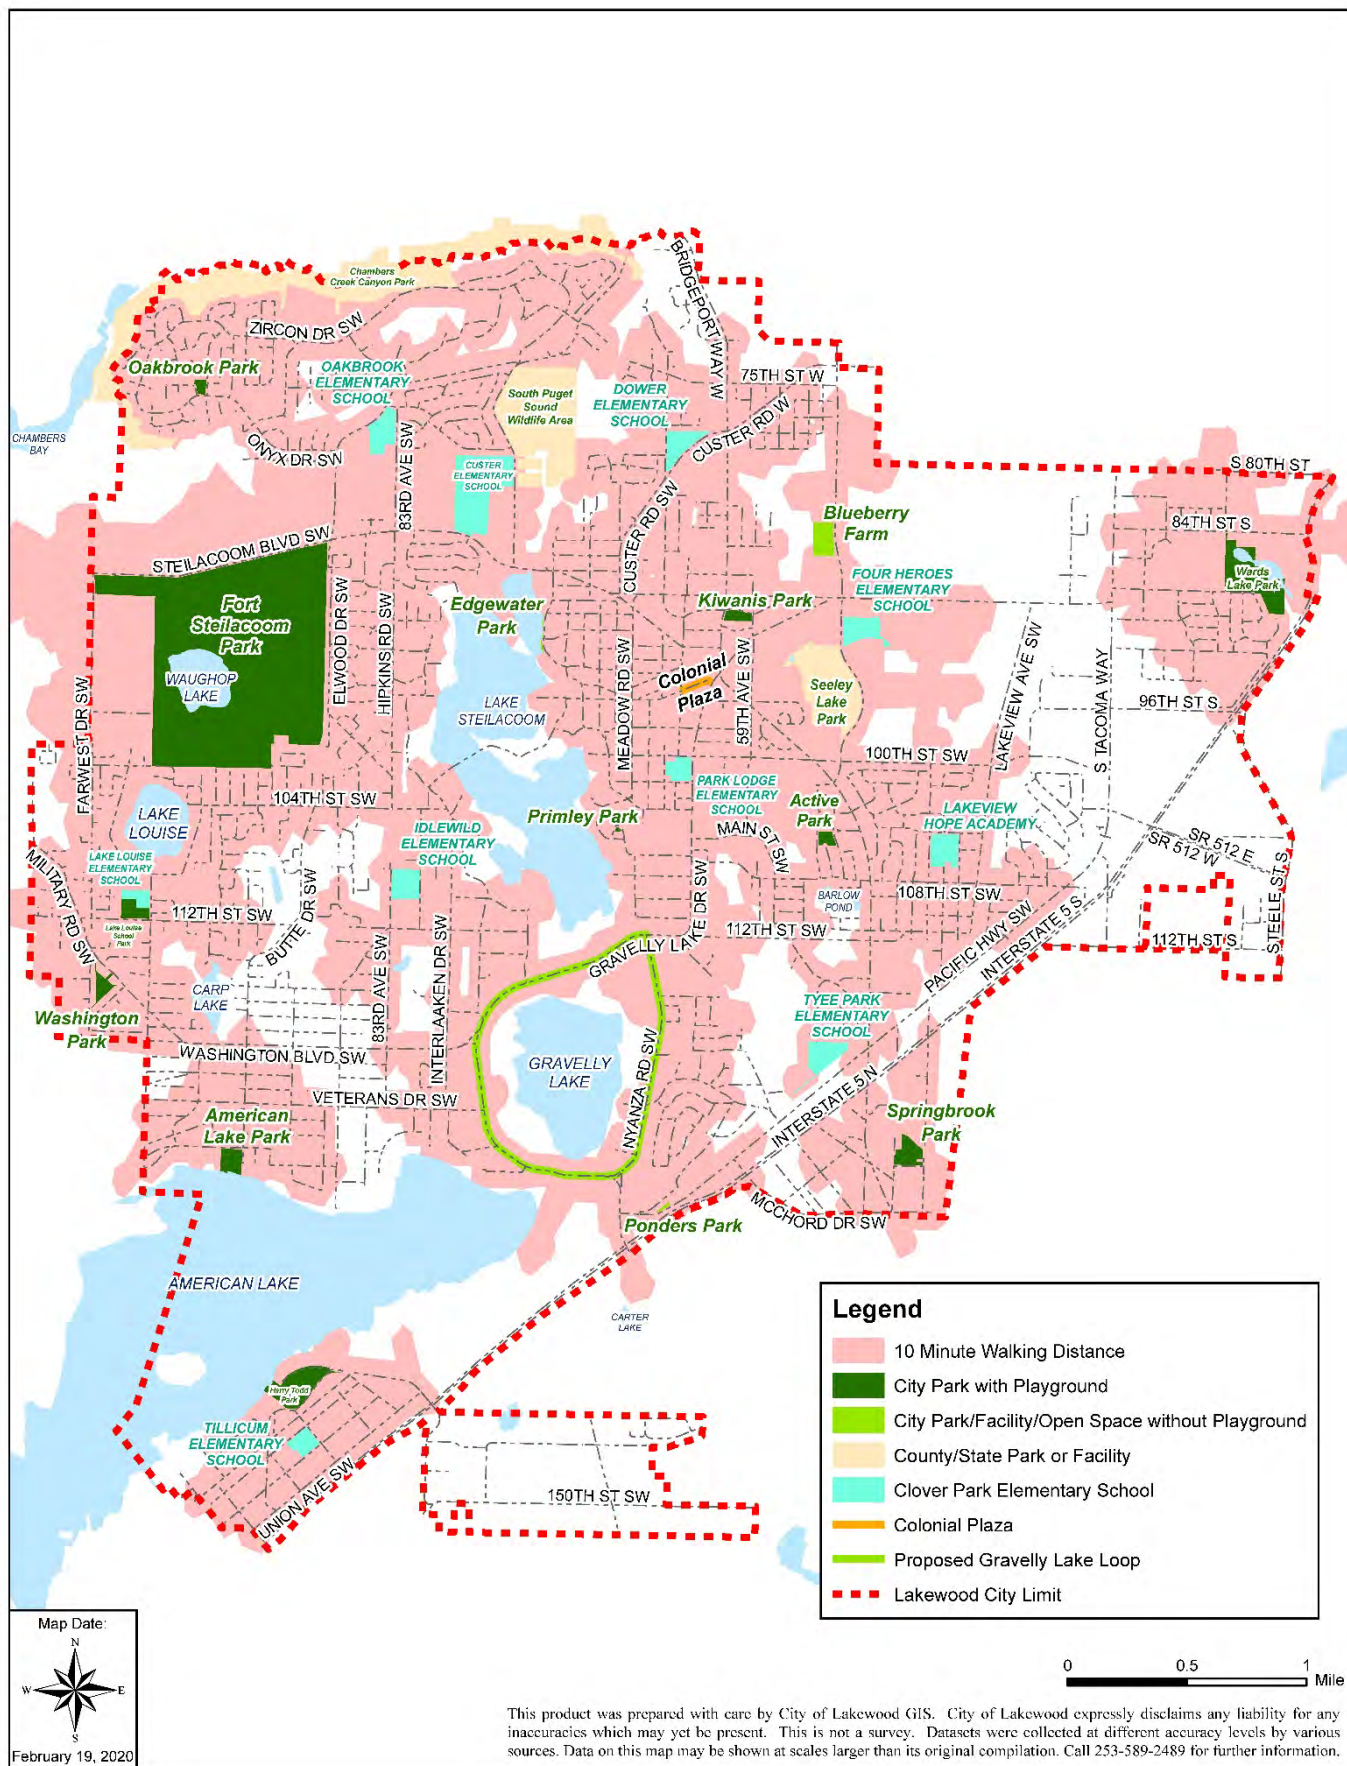 BRIDGEPORT WAY W
Chambers
Creek Canyon Park
ZIRCON DR SW
Oakbrook Park
OAKBROOK
ELEMENTARY
SCHOOL
75TH ST W
South Puget
Sound
Wildlife Area
DOWER
ELEMENTARY
SCHOOL
CUSTER RD W
CHAMBERS
BAY
ONYX DR SW
83RD AVE SW
CUSTER
ELEMENTARY
SCHOOL
S 80TH ST
CUSTER RD SW
Blueberry
Farm
84TH ST S
STEILACOOM BLVD SW
Wards
Lake Park
FOUR HEROES
ELEMENTARY
SCHOOL
Fort
Steilacoom
Park
ELWOOD DR SW
HIPKINS RD SW
Edgewater
Park
Kiwanis Park
LAKEVIEW AVE SW
S TACOMA WAY
WAUGHOP
LAKE
MEADOW RD SW
Colonial
Plaza
59TH AVE SW
Seeley
Lake
Park
LAKE
STEILACOOM
96TH ST S
FARWEST DR SW
100TH ST SW
104TH ST SW
PARK LODGE
ELEMENTARY
SCHOOL
LAKE
LOUISE
Primley Park
Active
Park
LAKEVIEW
HOPE ACADEMY
IDLEWILD
ELEMENTARY
SCHOOL
MAIN ST SW
SR 512 E
SR 512 W
MILITARY RD SW
LAKE LOUISE
ELEMENTARY
SCHOOL
BARLOW
POND
108TH ST SW
112TH ST SW
Lake Louise
School
Park
BUTTE DR SW
GRAVELLY LAKE DR SW
112TH ST SW
112TH ST S
STEELE ST S
PACIFIC HWY SW
INTERSTATE 5 S
CARP
LAKE
83RD AVE SW
INTERLAAKEN DR SW
Washington
Park
TYEE PARK
ELEMENTARY
SCHOOL
WASHINGTON BLVD SW
GRAVELLY
LAKE
NYANZA RD SW
VETERANS DR SW
INTERSTATE 5 N
American
Lake Park
Springbrook
Park
MCCHORD DR SW
Ponders Park
AMERICAN LAKE
CARTER
LAKE
Harry Todd
Park
TILLICUM
ELEMENTARY
SCHOOL
UNION AVE SW
150TH ST SW
Legend
10 Minute Walking Distance
City Park with Playground
City Park/Facility/Open Space without Playground
County/State Park or Facility
Clover Park Elementary School
Colonial Plaza
Proposed Gravelly Lake Loop
Lakewood City Limit
Map Date:
N
W E
S
February 19, 2020
0 0.5 1
Mile
This product was prepared with care by City of Lakewood GIS. City of Lakewood expressly disclaims any liability for any
inaccuracies which may yet be present. This is not a survey. Datasets were collected at different accuracy levels by various
sources. Data on this map may be shown at scales larger than its original compilation. Call 253-589-2489 for further information.